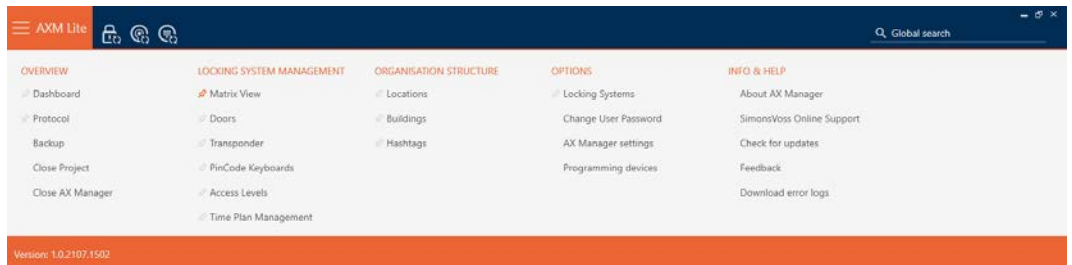 AXM Lite
Global search
OVERVIEW
Dashboard
Protocol
Backup
Close Project
Close AX Manager
LOCKING SYSTEM MANAGEMENT
Matrix View
Doors
Transponder
PinCode Keyboards
Access Levels
Time Plan Management
ORGANISATION STRUCTURE
Locations
Buildings
Hashtags
OPTIONS
Locking Systems
Change User Password
AX Manager settings
Programming devices
INFO & HELP
About AX Manager
SimonsVoss Online Support
Check for updates
Feedback
Download error logs
Version: 1.0.2107.1502